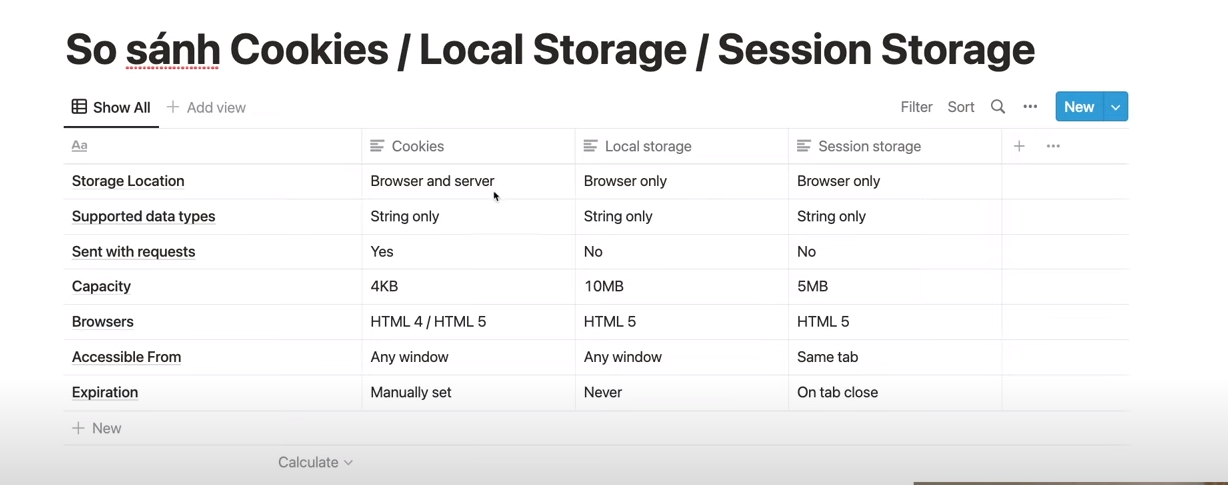 So sánh Cookies / Local Storage / Session Storage
Show All + Add view Filter Sort ••• New
Aa Cookies Local storage Session storage + •••
Storage Location Browser and server Browser only Browser only
Supported data types String only String only String only
Sent with requests Yes No No
Capacity 4KB 10MB 5MB
Browsers HTML 4 / HTML 5 HTML 5 HTML 5
Accessible From Any window Any window Same tab
Expiration Manually set Never On tab close
+ New
Calculate